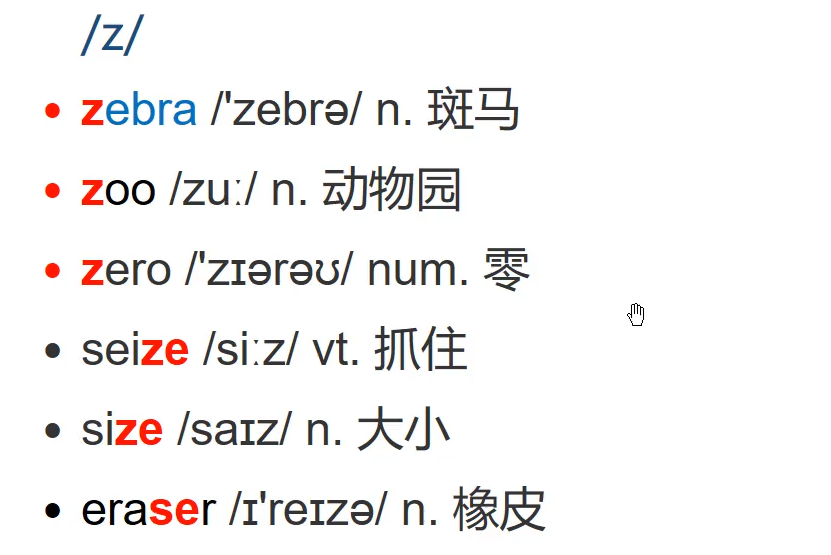 /z/
• zebra /'zebrə/ n. 斑马
• zoo /zuː/ n. 动物园
• zero /'zɪərəʊ/ num. 零
• seize /siːz/ vt. 抓住
• size /saɪz/ n. 大小
• eraser /ɪ'reɪzə/ n. 橡皮